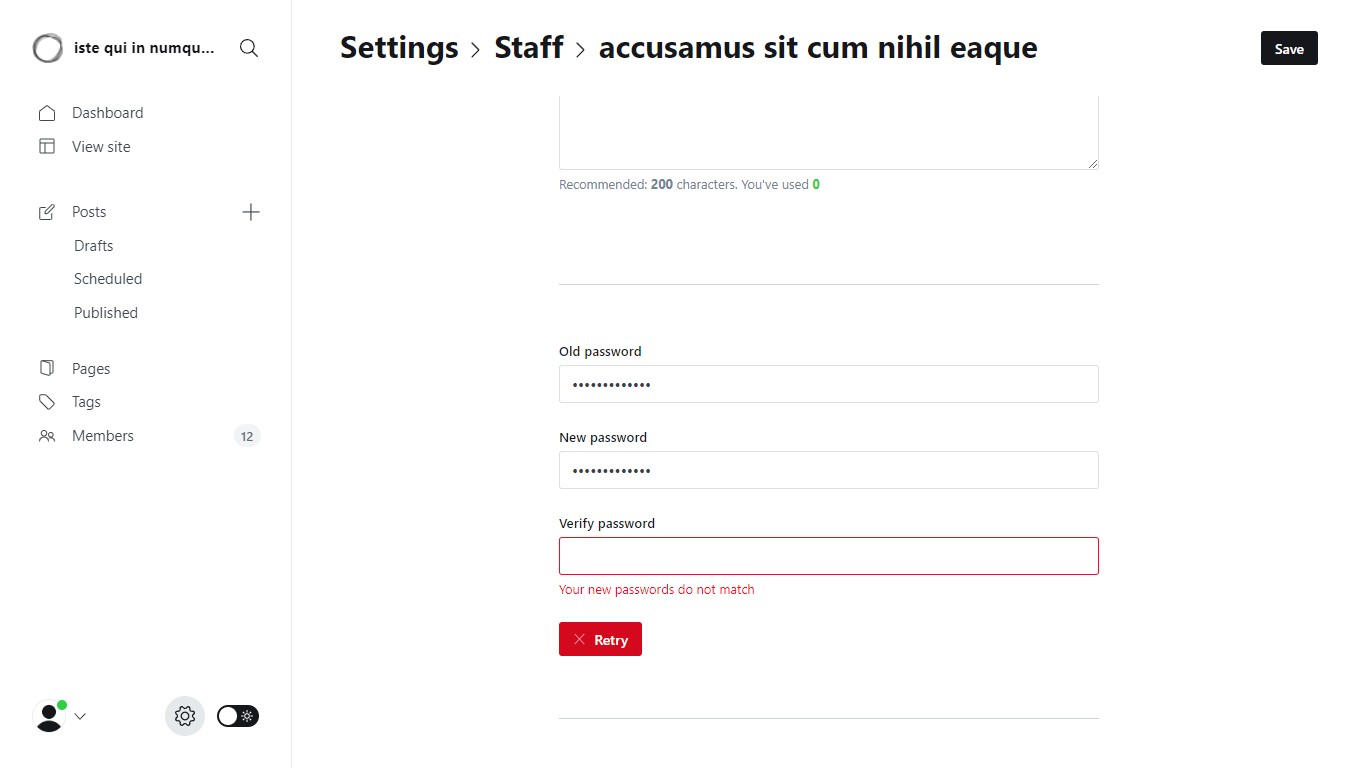 iste qui in numqu...
Dashboard
View site
Posts
Drafts
Scheduled
Published
Pages
Tags
Members 12
Settings Staff accusamus sit cum nihil eaque
Save
Recommended: 200 characters. You've used 0
Old password
•••••••••••••
New password
•••••••••••••
Verify password
Your new passwords do not match
Retry